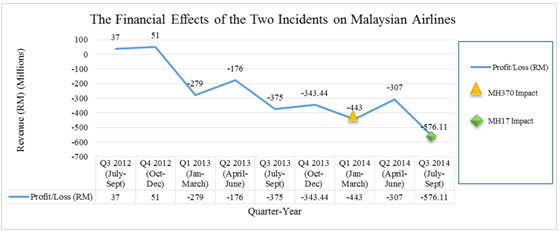 The Financial Effects of the Two Incidents on Malaysian Airlines
Revenue (RM) (Millions)
100
0
-100
-200
-300
-400
-500
-600
-700
37
51
-279
-176
-375
-343.44
-443
-307
-576.11
Q3 2012 (July-Sept)
Q4 2012 (Oct-Dec)
Q1 2013 (Jan-March)
Q2 2013 (April-June)
Q3 2013 (July-Sept)
Q4 2013 (Oct-Dec)
Q1 2014 (Jan-March)
Q2 2014 (April-June)
Q3 2014 (July-Sept)
Profit/Loss (RM) 37 51 -279 -176 -375 -343.44 -443 -307 -576.11
Quarter-Year
Profit/Loss (RM)
MH370 Impact
MH17 Impact